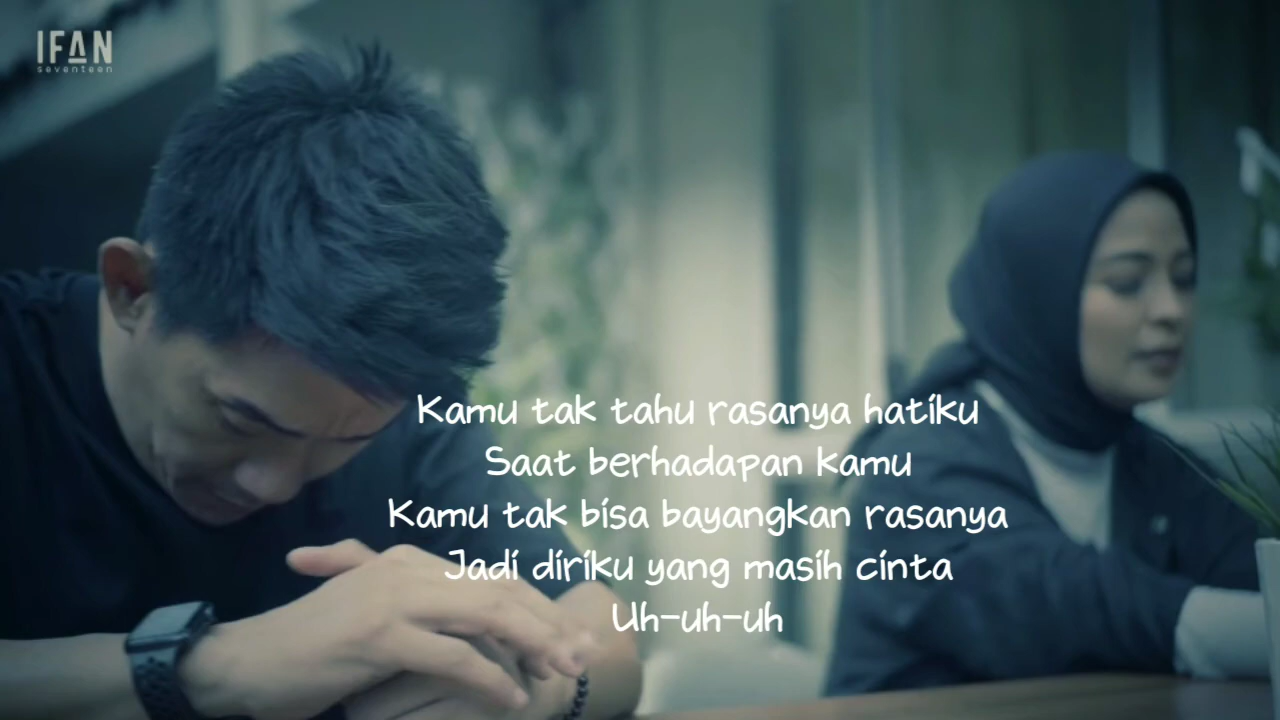 IFAN
seventeen
Kamu tak tahu rasanya hatiku
Saat berhadapan kamu
Kamu tak bisa bayangkan rasanya
Jadi diriku yang masih cinta
Uh-uh-uh